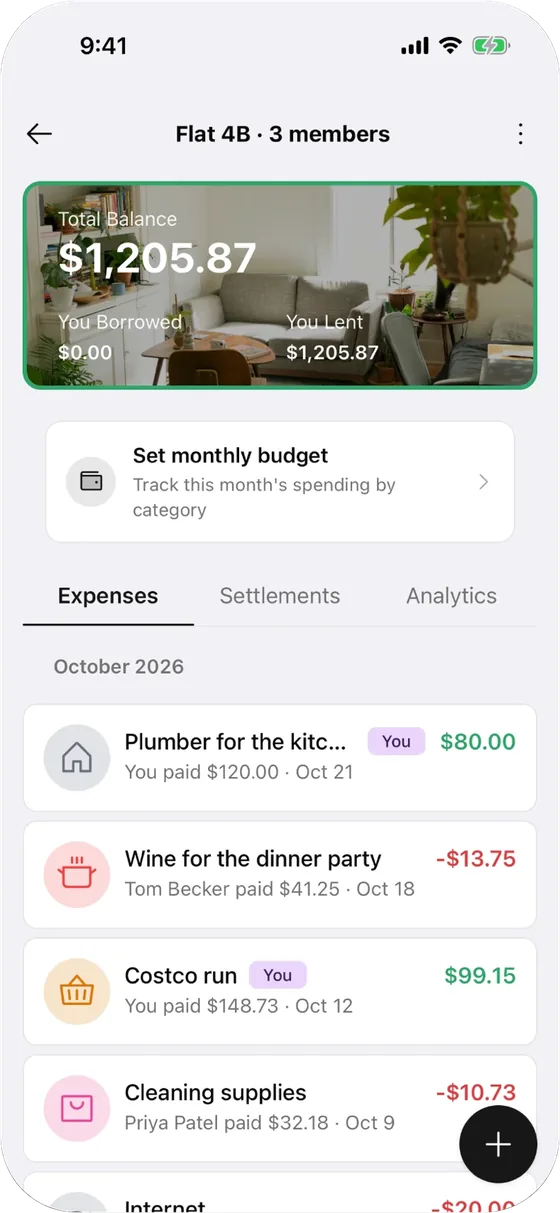 9:41
Flat 4B · 3 members
Total Balance
$1,205.87
You Borrowed You Lent
$0.00 $1,205.87
Set monthly budget
Track this month's spending by
category
Expenses Settlements Analytics
October 2026
Plumber for the kitc... You $80.00
You paid $120.00 · Oct 21
Wine for the dinner party -$13.75
Tom Becker paid $41.25 · Oct 18
Costco run You $99.15
You paid $148.73 · Oct 12
Cleaning supplies -$10.73
Priya Patel paid $32.18 · Oct 9
Internet -$20.00